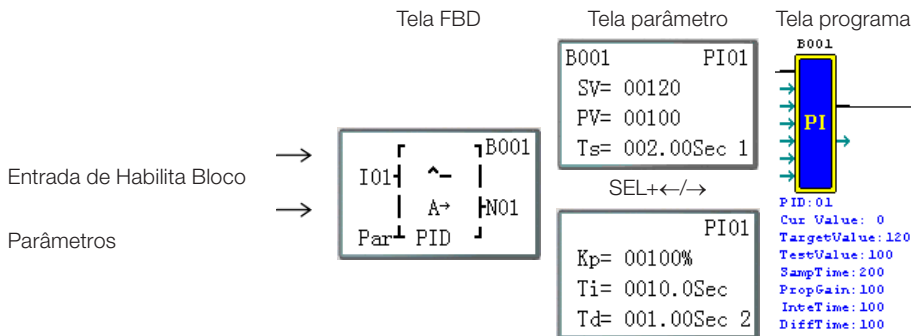 Tela FBD
Tela parâmetro
Tela programa
Entrada de Habilita Bloco
Parâmetros
B001
I01
^–
A→
N01
Par PID
B001 PI01
SV= 00120
PV= 00100
Ts= 002.00Sec 1
SEL+←/→
PI01
Kp= 00100%
Ti= 0010.0Sec
Td= 001.00Sec 2
B001
PI
PID:01
Cur Value: 0
TargetValue:120
TestValue:100
SampTime:200
PropGain:100
InteTime:100
DiffTime:100